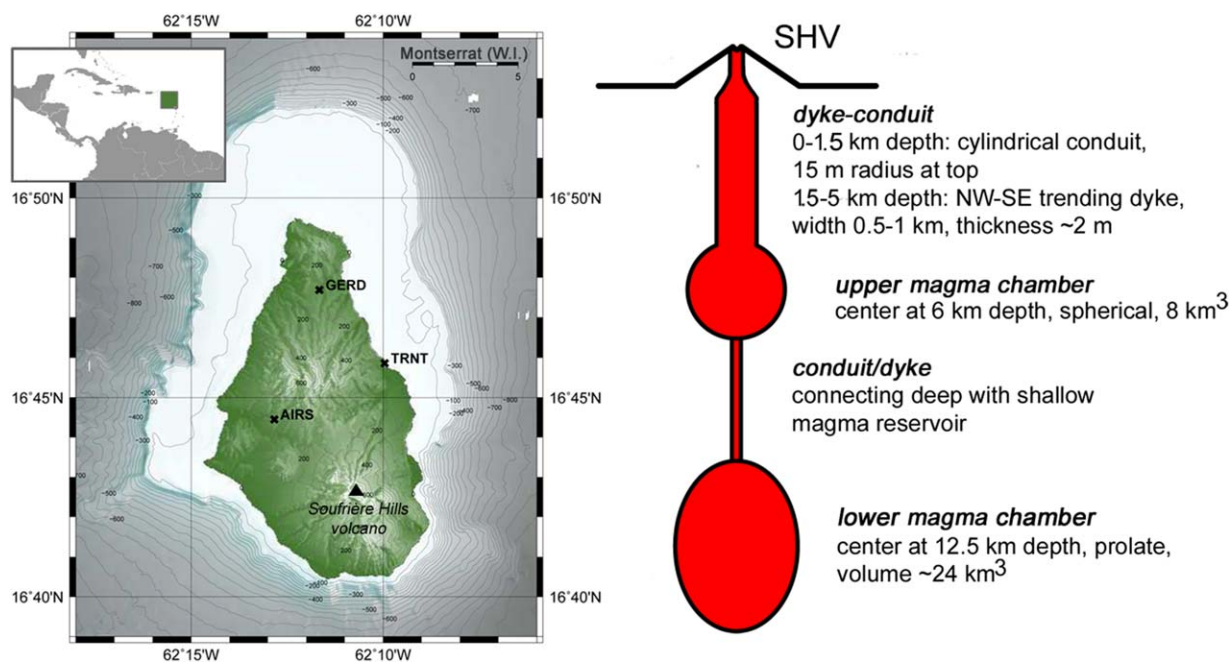 62°15'W 62°10'W
Montserrat (W.I.)
0 5
16°50'N 16°50'N
GERD
TRNT
16°45'N 16°45'N
AIRS
Soufrière Hills
volcano
16°40'N 16°40'N
62°15'W 62°10'W
SHV
dyke-conduit
0-1.5 km depth: cylindrical conduit,
15 m radius at top
1.5-5 km depth: NW-SE trending dyke,
width 0.5-1 km, thickness ~2 m
upper magma chamber
center at 6 km depth, spherical, 8 km³
conduit/dyke
connecting deep with shallow
magma reservoir
lower magma chamber
center at 12.5 km depth, prolate,
volume ~24 km³